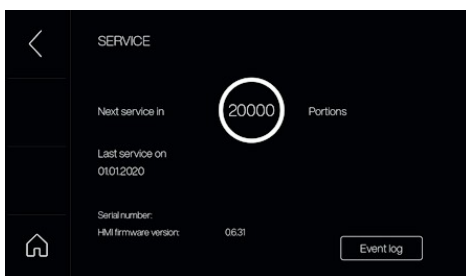 SERVICE
Next service in 20000 Portions
Last service on
01.01.2020
Serial number:
HMI firmware version: 0.6.31
Event log